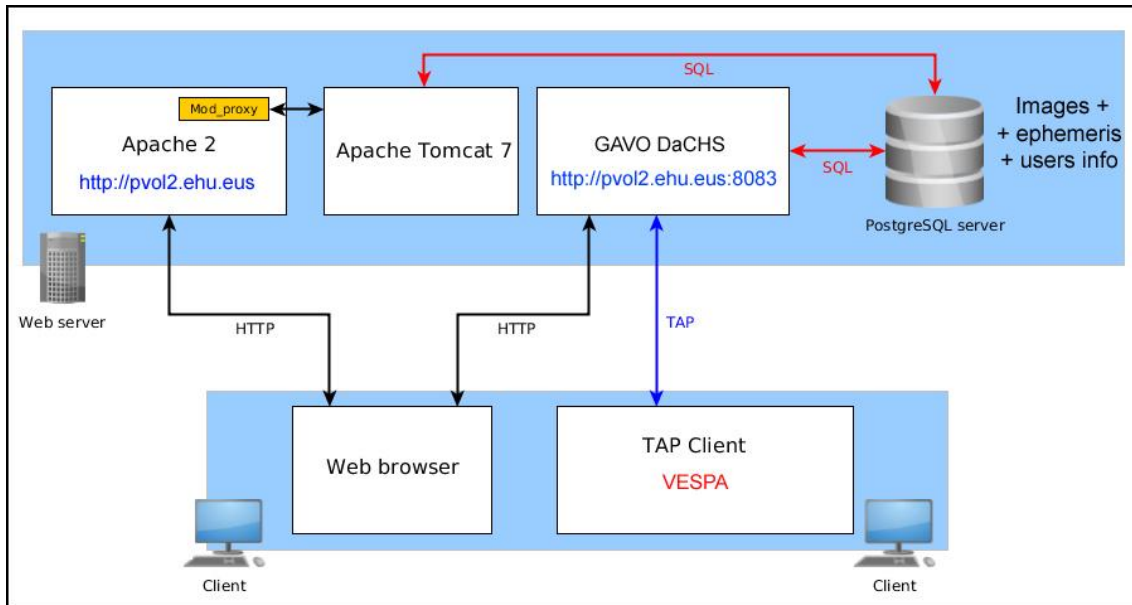 SQL
Mod_proxy
Apache 2
http://pvol2.ehu.eus
Apache Tomcat 7
GAVO DaCHS
http://pvol2.ehu.eus:8083
SQL
Images +
+ ephemeris
+ users info
PostgreSQL server
Web server
HTTP
HTTP
TAP
Web browser
TAP Client
VESPA
Client
Client